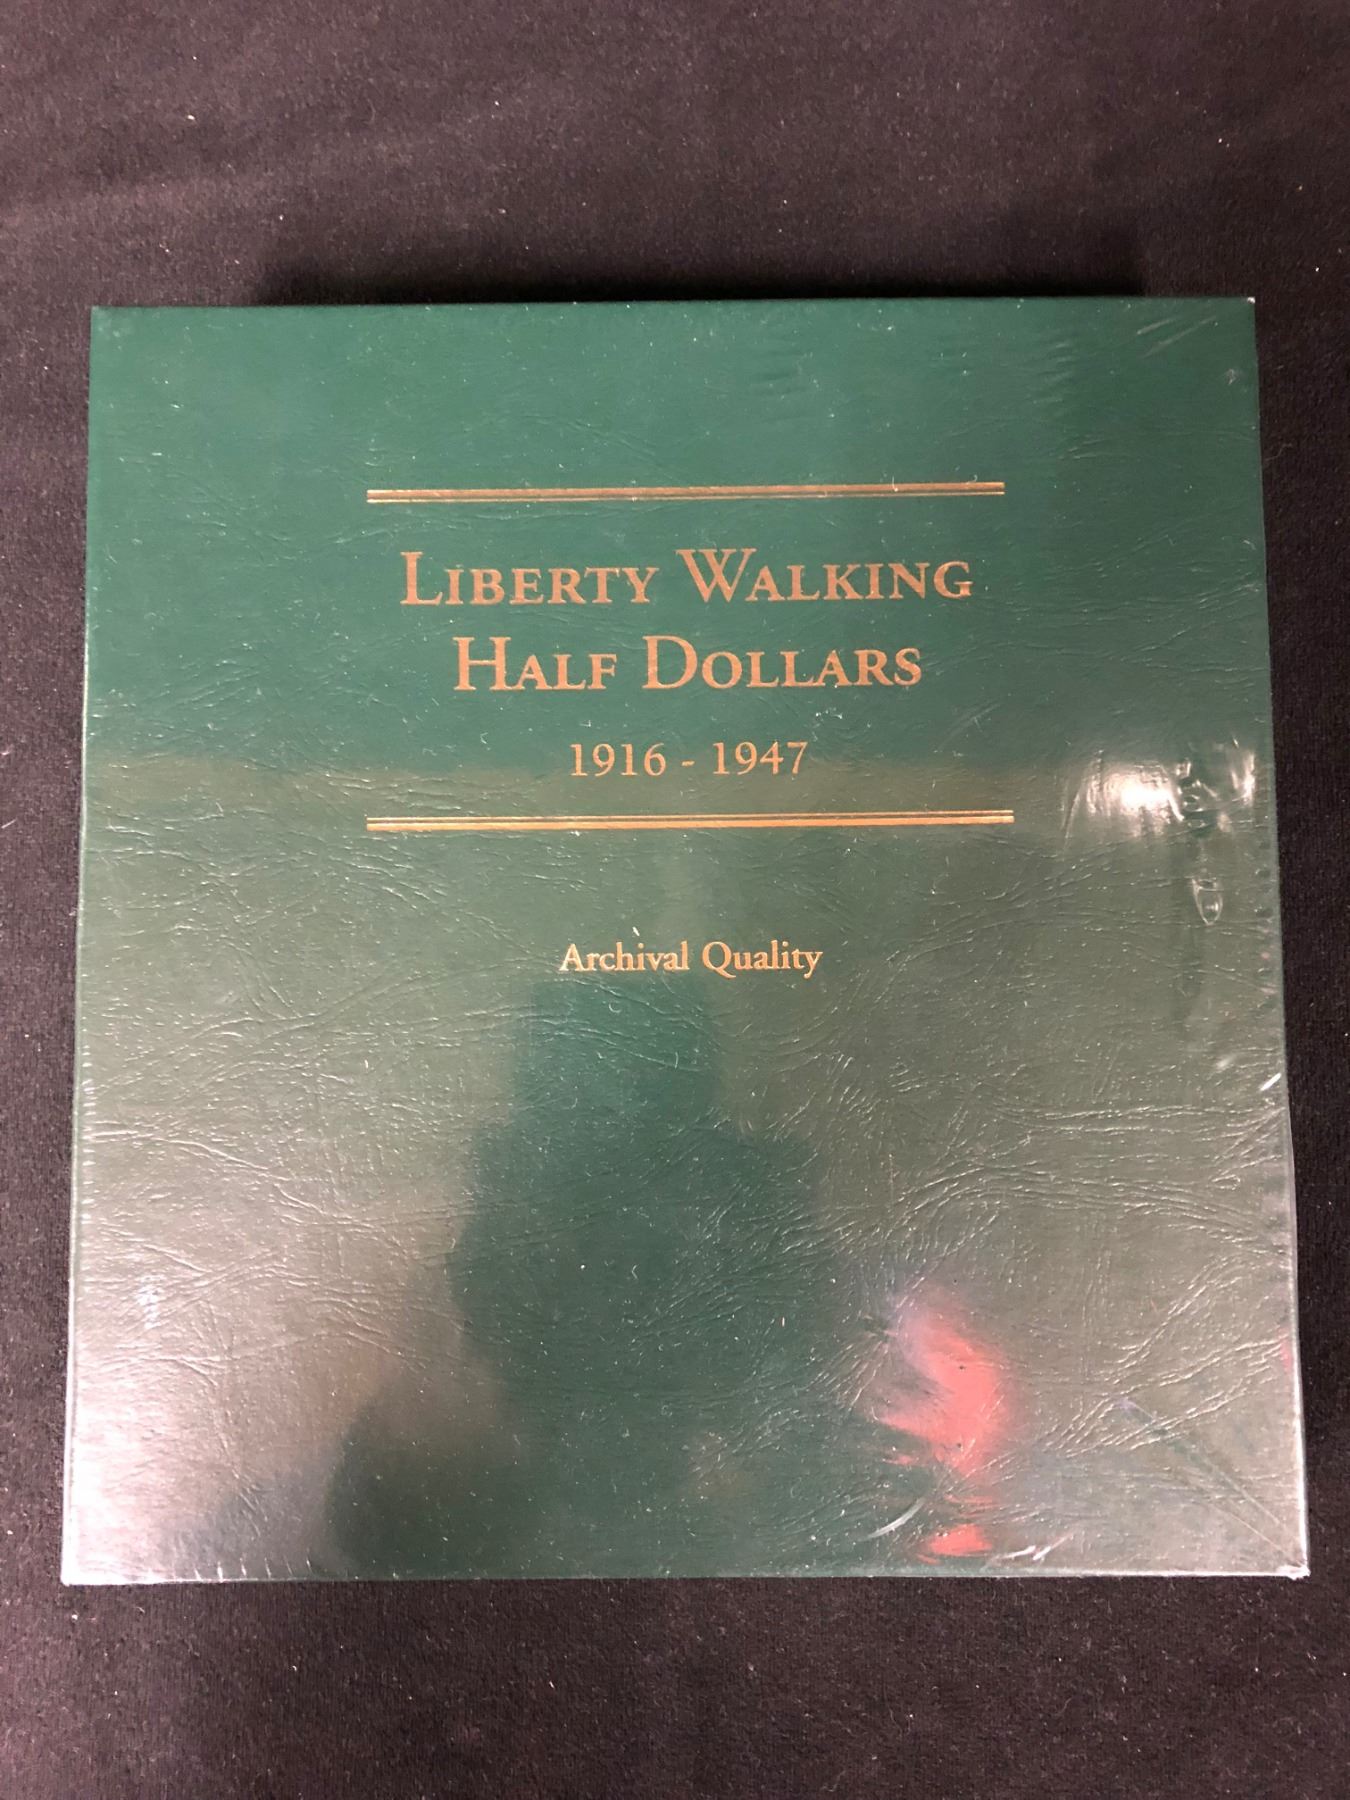 LIBERTY WALKING
HALF DOLLARS
1916 - 1947
Archival Quality